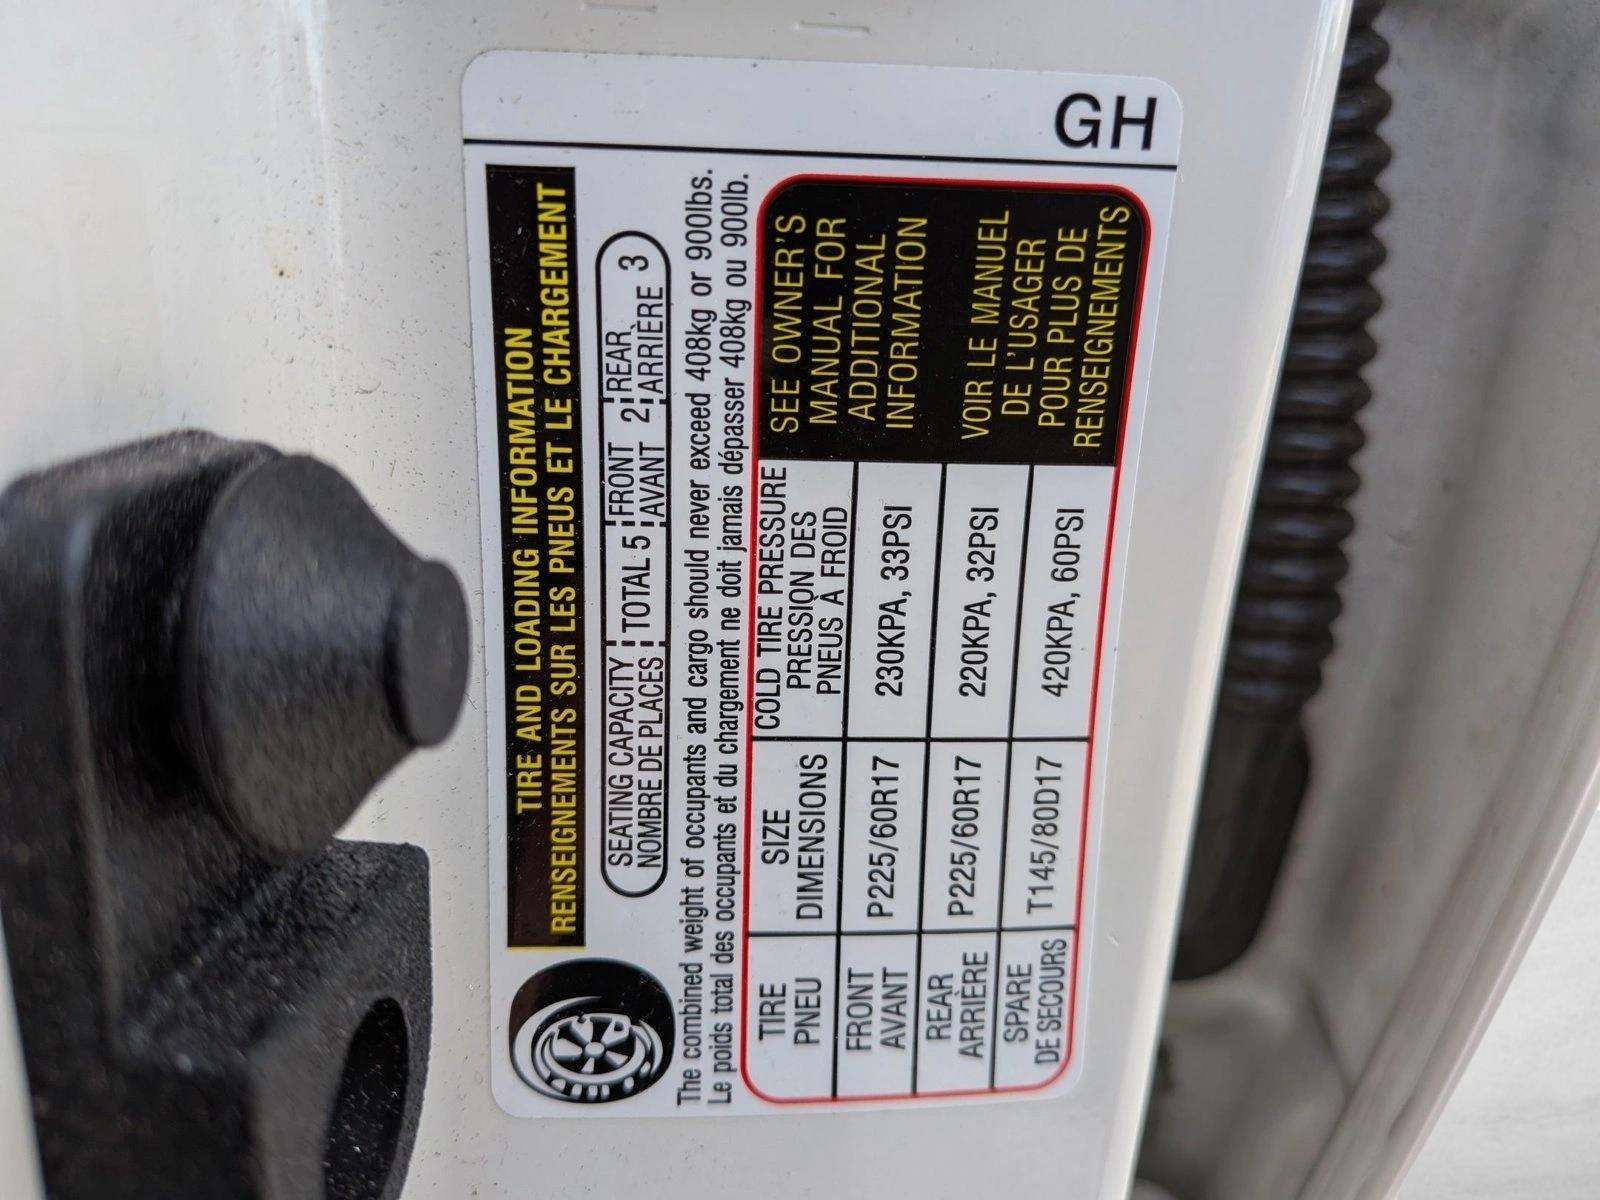 GH
TIRE AND LOADING INFORMATION
RENSEIGNEMENTS SUR LES PNEUS ET LE CHARGEMENT
SEATING CAPACITY TOTAL 5 FRONT 2 REAR 3
NOMBRE DE PLACES AVANT ARRIÈRE
The combined weight of occupants and cargo should never exceed 408kg or 900lbs.
Le poids total des occupants et du chargement ne doit jamais dépasser 408kg ou 900lb.
TIRE
PNEU
SIZE
DIMENSIONS
COLD TIRE PRESSURE
PRESSION DES
PNEUS À FROID
FRONT
AVANT
P225/60R17
230KPA, 33PSI
REAR
ARRIÈRE
P225/60R17
220KPA, 32PSI
SPARE
DE SECOURS
T145/80D17
420KPA, 60PSI
SEE OWNER'S
MANUAL FOR
ADDITIONAL
INFORMATION
VOIR LE MANUEL
DE L'USAGER
POUR PLUS DE
RENSEIGNEMENTS